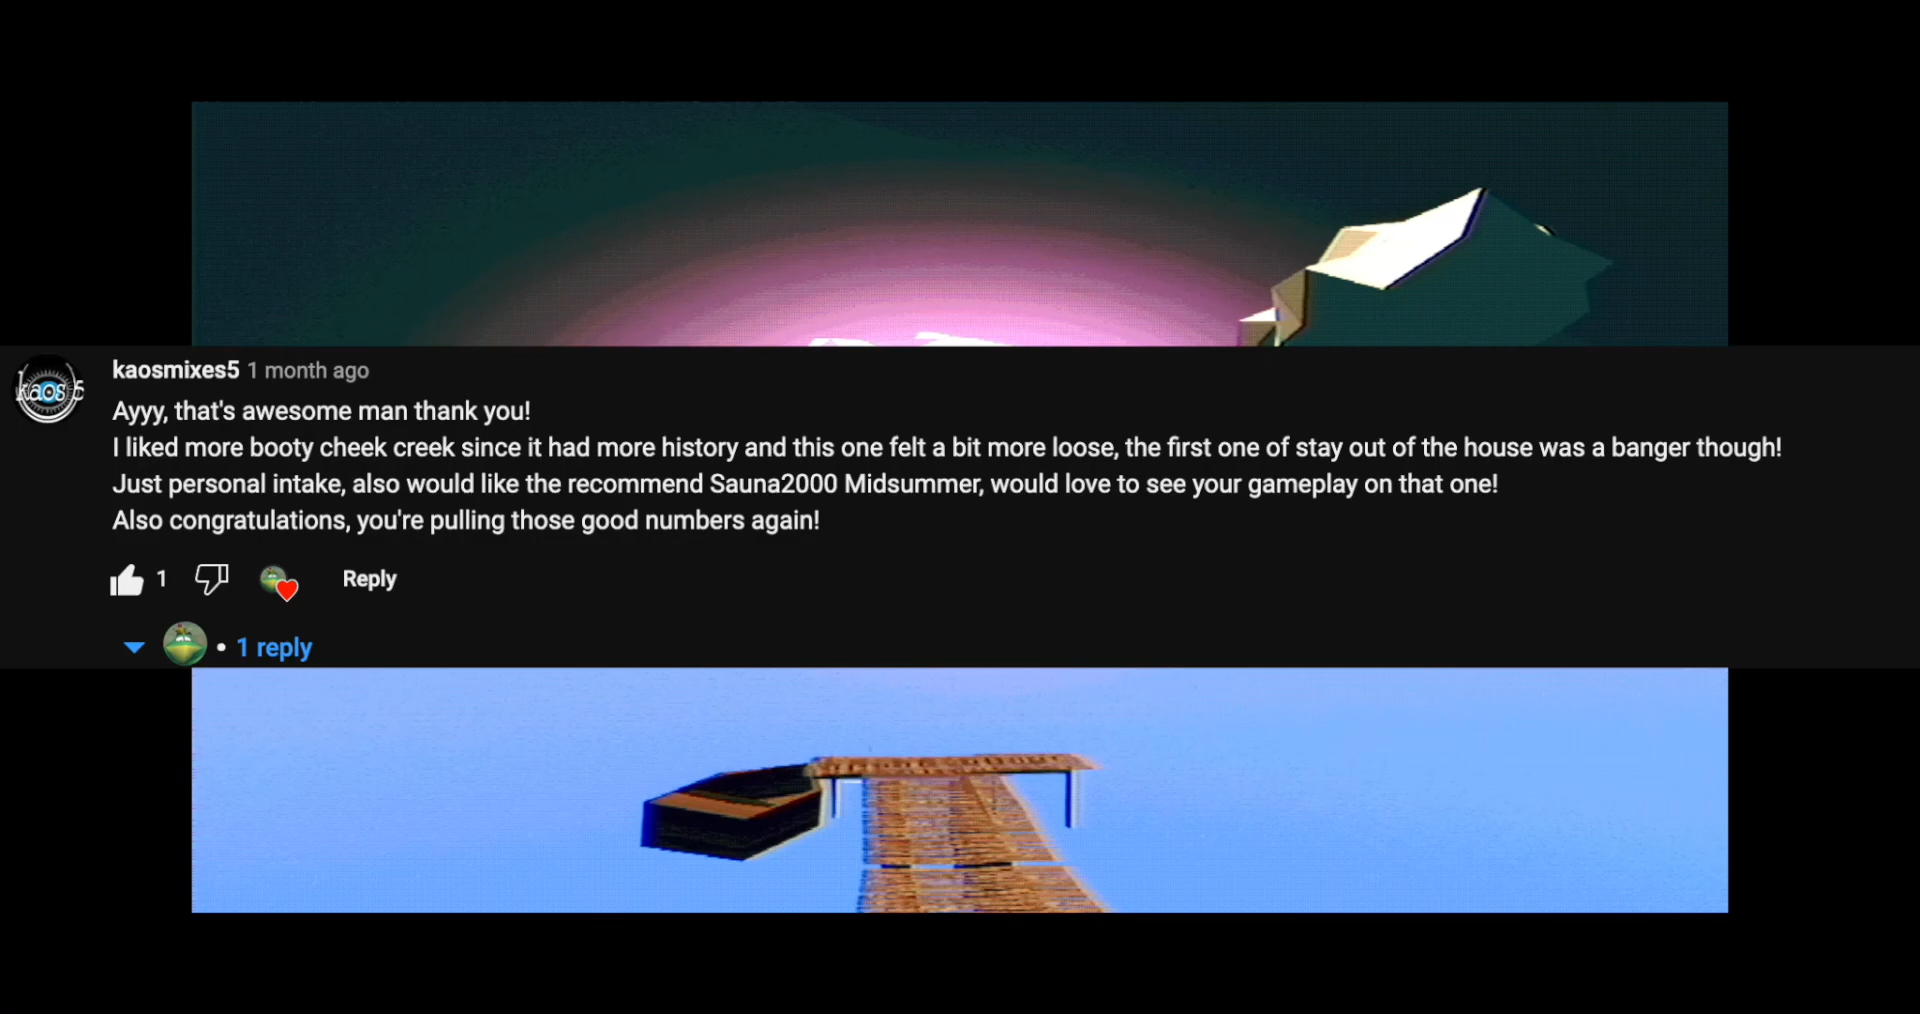 kaos 5
kaosmixes5 1 month ago
Ayyy, that's awesome man thank you!
I liked more booty cheek creek since it had more history and this one felt a bit more loose, the first one of stay out of the house was a banger though!
Just personal intake, also would like the recommend Sauna2000 Midsummer, would love to see your gameplay on that one!
Also congratulations, you're pulling those good numbers again!
1 Reply
• 1 reply